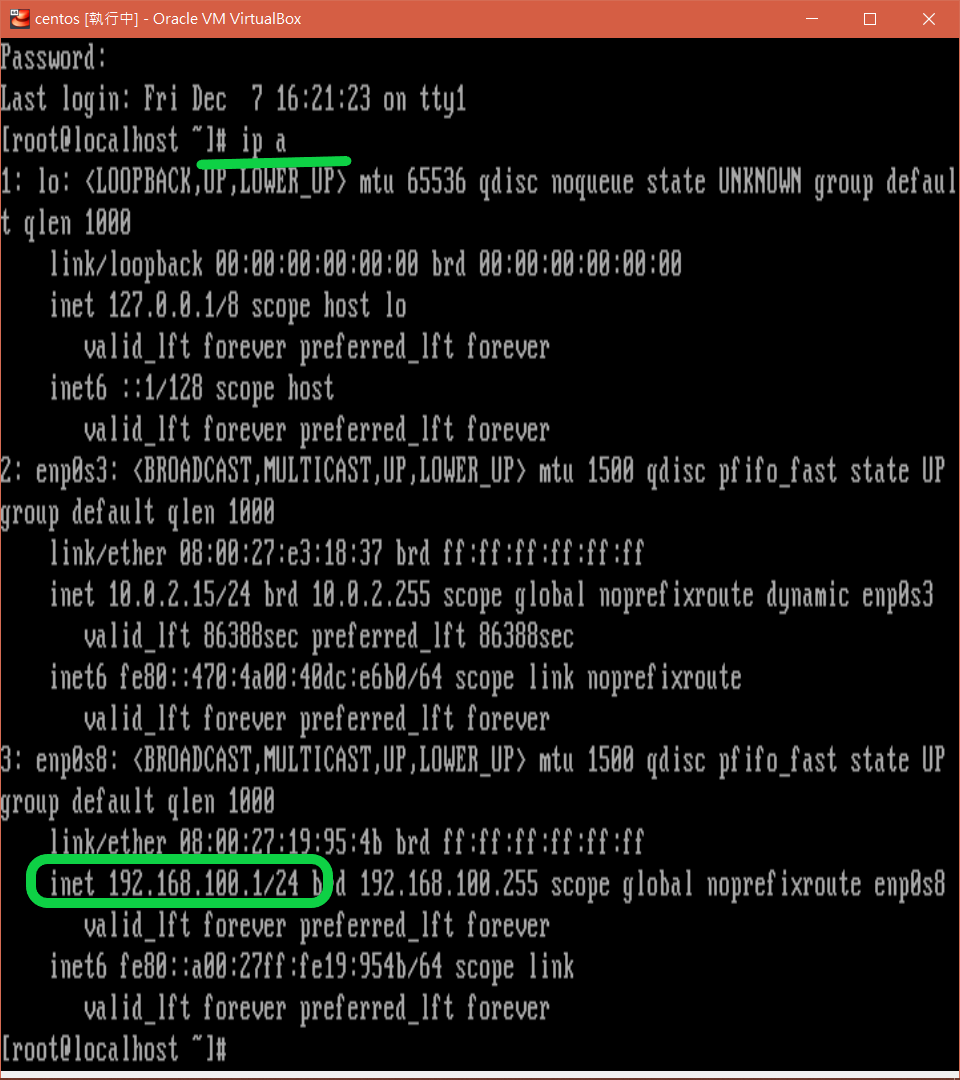 centos [執行中] - Oracle VM VirtualBox
Password:
Last login: Fri Dec  7 16:21:23 on tty1
[root@localhost ~]# ip a
1: lo: <LOOPBACK,UP,LOWER_UP> mtu 65536 qdisc noqueue state UNKNOWN group defaul
t qlen 1000
    link/loopback 00:00:00:00:00:00 brd 00:00:00:00:00:00
    inet 127.0.0.1/8 scope host lo
       valid_lft forever preferred_lft forever
    inet6 ::1/128 scope host
       valid_lft forever preferred_lft forever
2: enp0s3: <BROADCAST,MULTICAST,UP,LOWER_UP> mtu 1500 qdisc pfifo_fast state UP
group default qlen 1000
    link/ether 08:00:27:e3:18:37 brd ff:ff:ff:ff:ff:ff
    inet 10.0.2.15/24 brd 10.0.2.255 scope global noprefixroute dynamic enp0s3
       valid_lft 86388sec preferred_lft 86388sec
    inet6 fe80::470:4a00:40dc:e6b0/64 scope link noprefixroute
       valid_lft forever preferred_lft forever
3: enp0s8: <BROADCAST,MULTICAST,UP,LOWER_UP> mtu 1500 qdisc pfifo_fast state UP
group default qlen 1000
    link/ether 08:00:27:19:95:4b brd ff:ff:ff:ff:ff:ff
    inet 192.168.100.1/24 brd 192.168.100.255 scope global noprefixroute enp0s8
       valid_lft forever preferred_lft forever
    inet6 fe80::a00:27ff:fe19:954b/64 scope link
       valid_lft forever preferred_lft forever
[root@localhost ~]#